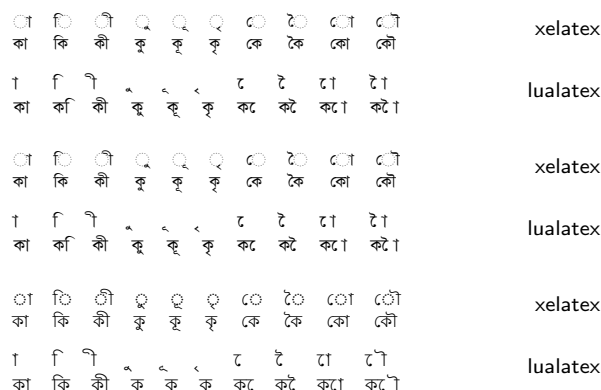 া ি ী ু ূ ৃ ে ৈ ো ৌ
কা কি কী কু কূ কৃ কে কৈ কো কৌ
xelatex
া ি ী ু ূ ৃ ে ৈ ো ৌ
কা কি কী কু কূ কৃ কে কৈ কো কৌ
lualatex
া ি ী ু ূ ৃ ে ৈ ো ৌ
কা কি কী কু কূ কৃ কে কৈ কো কৌ
xelatex
া ি ী ু ূ ৃ ে ৈ ো ৌ
কা কি কী কু কূ কৃ কে কৈ কো কৌ
lualatex
া ি ী ু ূ ৃ ে ৈ ো ৌ
কা কি কী কু কূ কৃ কে কৈ কো কৌ
xelatex
া ি ী ু ূ ৃ ে ৈ ো ৌ
কা কি কী কু কূ কৃ কে কৈ কো কৌ
lualatex